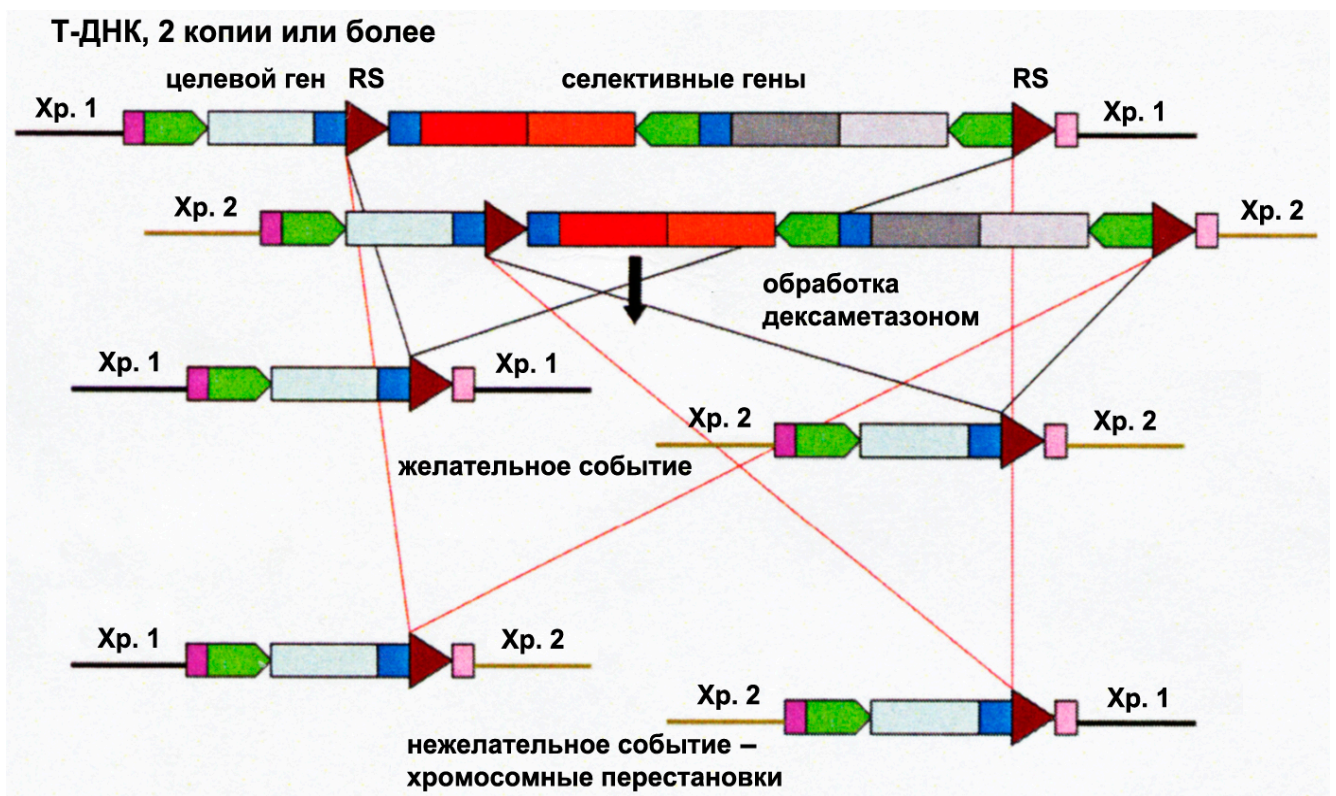 Т-ДНК, 2 копии или более
целевой ген RS селективные гены RS
Хр. 1 Хр. 1
Хр. 2 Хр. 2
обработка
дексаметазоном
Хр. 1 Хр. 1
Хр. 2 Хр. 2
желательное событие
Хр. 1 Хр. 2
Хр. 2 Хр. 1
нежелательное событие –
хромосомные перестановки